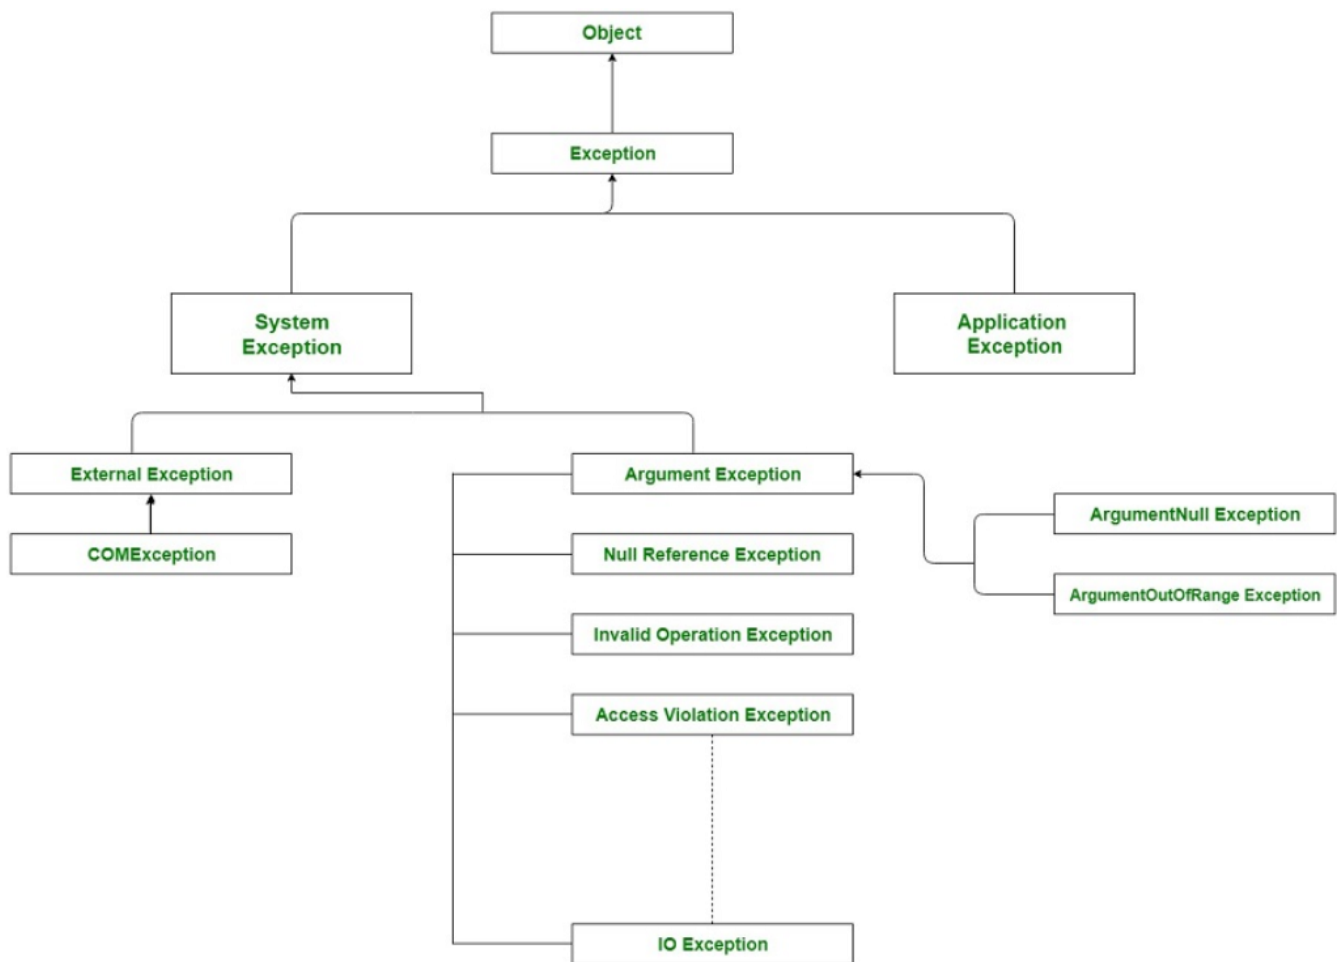 Object
Exception
System
Exception
Application
Exception
External Exception
COMException
Argument Exception
Null Reference Exception
Invalid Operation Exception
Access Violation Exception
IO Exception
ArgumentNull Exception
ArgumentOutOfRange Exception